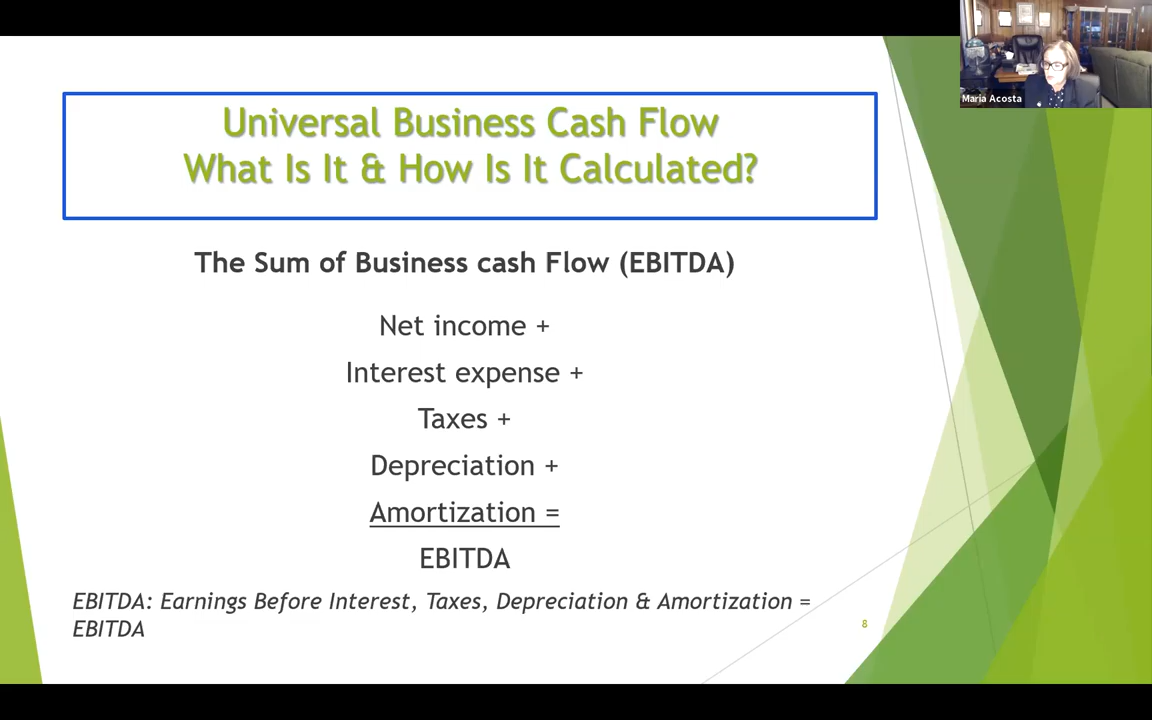 Universal Business Cash Flow
What Is It & How Is It Calculated?
The Sum of Business cash Flow (EBITDA)
Net income +
Interest expense +
Taxes +
Depreciation +
Amortization =
EBITDA
EBITDA: Earnings Before Interest, Taxes, Depreciation & Amortization =
EBITDA
8
Maria Acosta